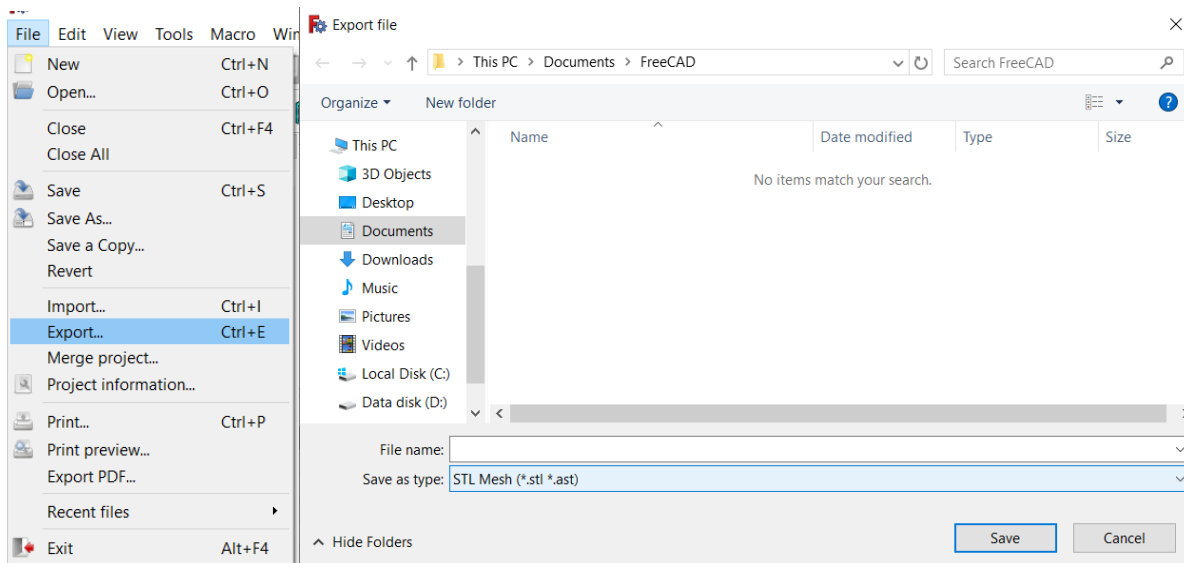 File Edit View Tools Macro Win
New Ctrl+N
Open... Ctrl+O
Close Ctrl+F4
Close All
Save Ctrl+S
Save As...
Save a Copy...
Revert
Import... Ctrl+I
Export... Ctrl+E
Merge project...
Project information...
Print... Ctrl+P
Print preview...
Export PDF...
Recent files
Exit Alt+F4
Export file
This PC > Documents > FreeCAD
Search FreeCAD
Organize
New folder
?
This PC
3D Objects
Desktop
Documents
Downloads
Music
Pictures
Videos
Local Disk (C:)
Data disk (D:)
Name Date modified Type Size
No items match your search.
File name:
Save as type: STL Mesh (*.stl *.ast)
Hide Folders
Save Cancel